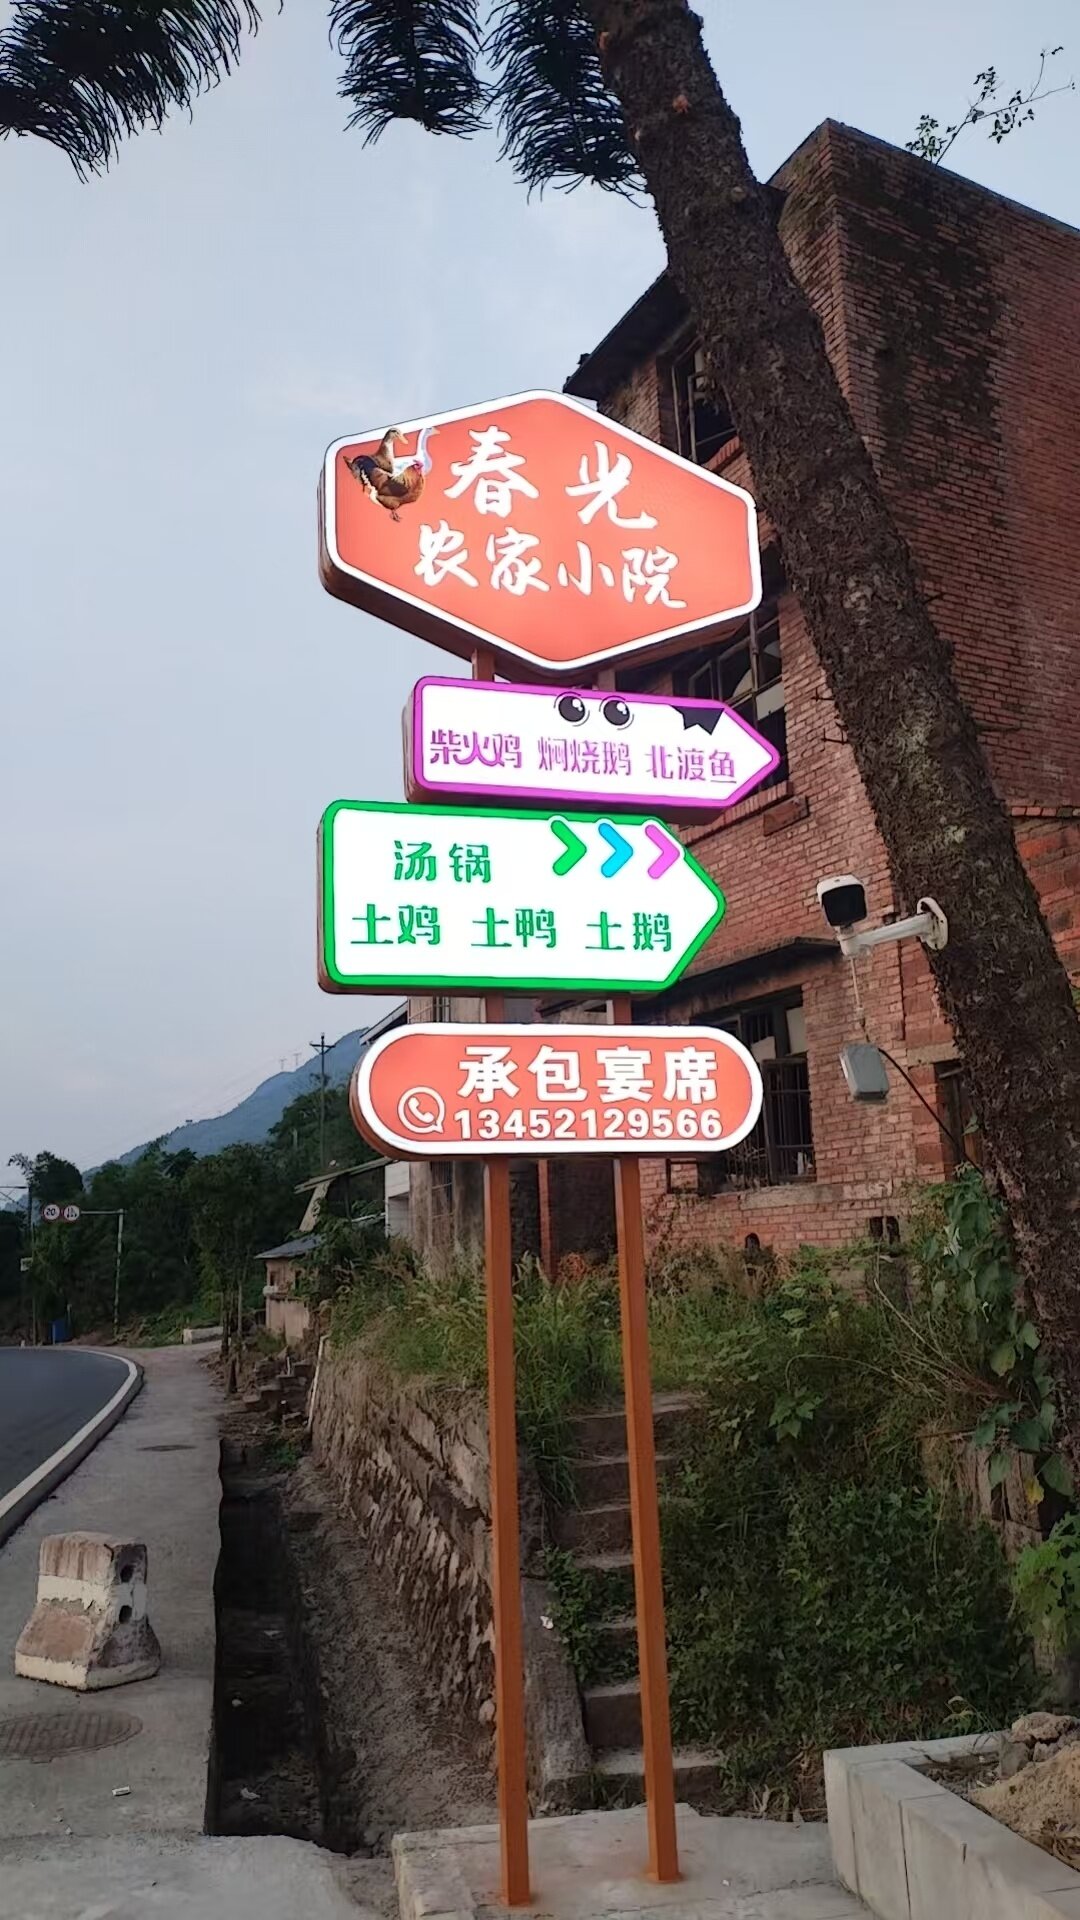 春光
农家小院
柴火鸡 焖烧鹅 北渡鱼
汤锅
土鸡 土鸭 土鹅
承包宴席
13452129566
20